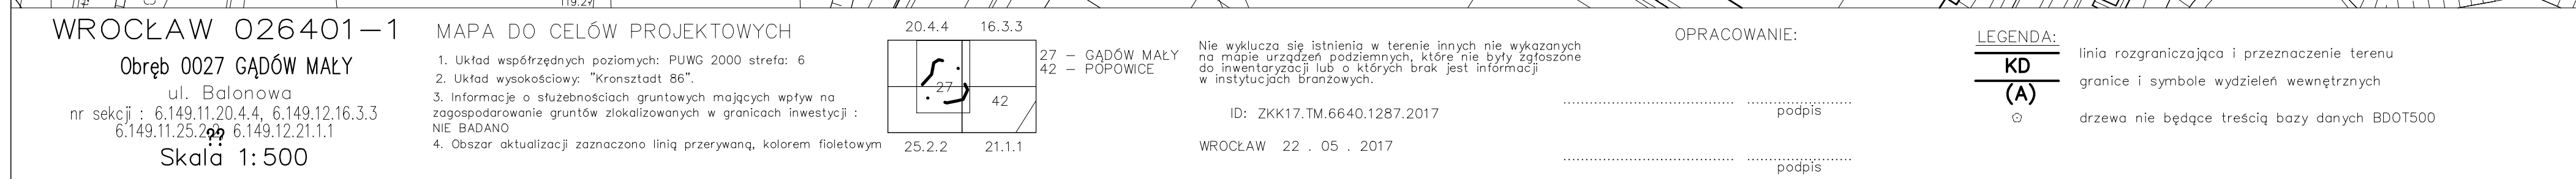 119.27
WROCŁAW 026401-1
Obręb 0027 GĄDÓW MAŁY
ul. Balonowa
nr sekcji : 6.149.11.20.4.4, 6.149.12.16.3.3
6.149.11.25.2.2, 6.149.12.21.1.1
??
Skala 1:500
MAPA DO CELÓW PROJEKTOWYCH
1. Układ współrzędnych poziomych: PUWG 2000 strefa: 6
2. Układ wysokościowy: "Kronsztadt 86".
3. Informacje o służebnościach gruntowych mających wpływ na
zagospodarowanie gruntów zlokalizowanych w granicach inwestycji :
NIE BADANO
4. Obszar aktualizacji zaznaczono linią przerywaną, kolorem fioletowym
20.4.4 16.3.3
27
42
25.2.2 21.1.1
27 – GĄDÓW MAŁY
42 – POPOWICE
Nie wyklucza się istnienia w terenie innych nie wykazanych
na mapie urządzeń podziemnych, które nie były zgłoszone
do inwentaryzacji lub o których brak jest informacji
w instytucjach branżowych.
ID: ZKK17.TM.6640.1287.2017
WROCŁAW 22 . 05 . 2017
OPRACOWANIE:
podpis
podpis
LEGENDA:
linia rozgraniczająca i przeznaczenie terenu
KD
granice i symbole wydzieleń wewnętrznych
(A)
drzewa nie będące treścią bazy danych BDOT500